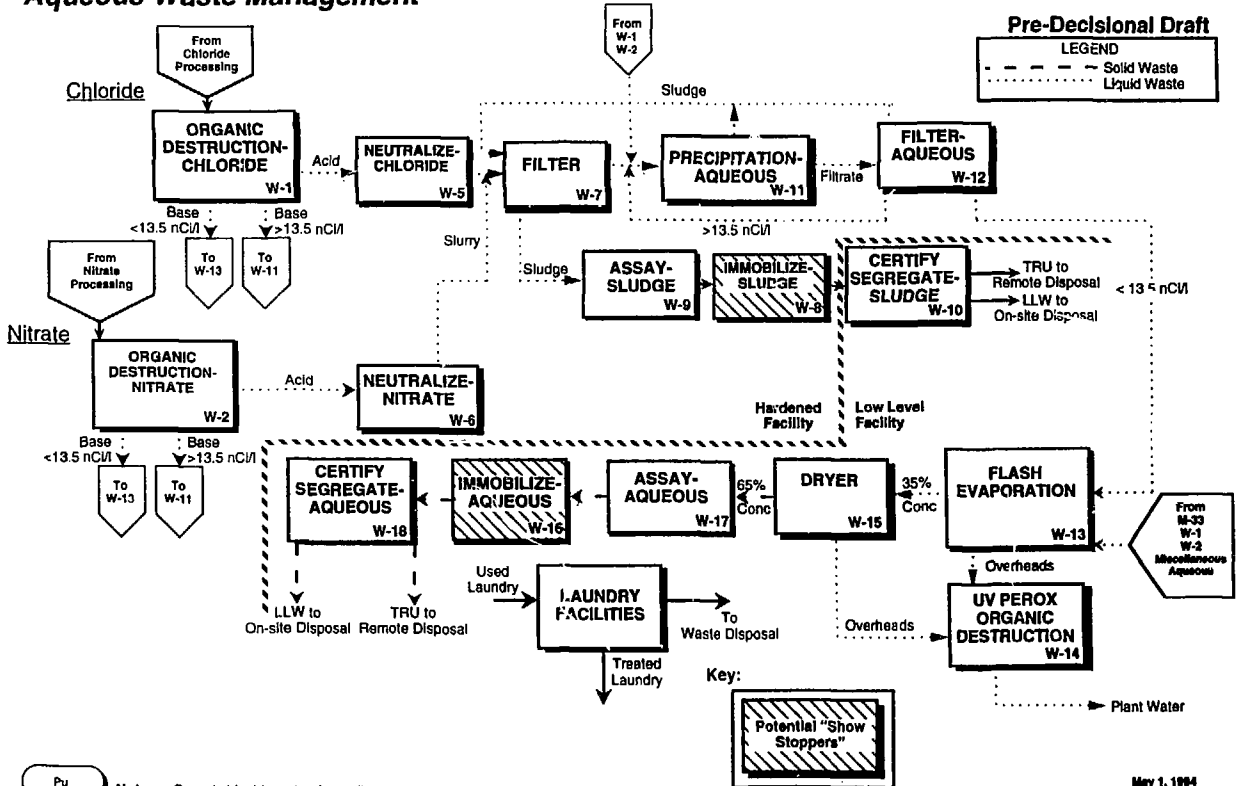 Aqueous Waste Management
Pre-Decisional Draft
LEGEND
Solid Waste
Liquid Waste
From
Chloride
Processing
From
W-1
W-2
Chloride
ORGANIC
DESTRUCTION-
CHLORIDE
W-1
Acid
NEUTRALIZE-
CHLORIDE
W-5
Sludge
FILTER
W-7
PRECIPITATION-
AQUEOUS
W-11
Filtrate
FILTER-
AQUEOUS
W-12
Base
<13.5 nCi/l
Base
>13.5 nCi/l
To
W-13
To
W-11
Slurry
>13.5 nCi/l
< 13.5 nCi/l
From
Nitrate
Processing
Sludge
ASSAY-
SLUDGE
W-9
IMMOBILIZE-
SLUDGE
W-8
CERTIFY
SEGREGATE-
SLUDGE
W-10
TRU to
Remote Disposal
LLW to
On-site Disposal
Nitrate
ORGANIC
DESTRUCTION-
NITRATE
W-2
Acid
NEUTRALIZE-
NITRATE
W-6
Hardened
Facility
Low Level
Facility
Base
<13.5 nCi/l
Base
>13.5 nCi/l
To
W-13
To
W-11
CERTIFY
SEGREGATE-
AQUEOUS
W-18
IMMOBILIZE-
AQUEOUS
W-16
ASSAY-
AQUEOUS
W-17
65%
Conc
DRYER
W-15
35%
Conc
FLASH
EVAPORATION
W-13
From
M-33
W-1
W-2
Miscellaneous
Aqueous
LLW to
On-site Disposal
TRU to
Remote Disposal
Used
Laundry
LAUNDRY
FACILITIES
To
Waste Disposal
Treated
Laundry
Overheads
Overheads
UV PEROX
ORGANIC
DESTRUCTION
W-14
Plant Water
Key:
Potential "Show
Stoppers"
Pu
May 1, 1994